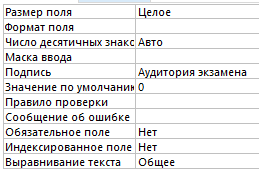 Размер поля Целое
Формат поля
Число десятичных знако Авто
Маска ввода
Подпись Аудитория экзамена
Значение по умолчанию 0
Правило проверки
Сообщение об ошибке
Обязательное поле Нет
Индексированное поле Нет
Выравнивание текста Общее